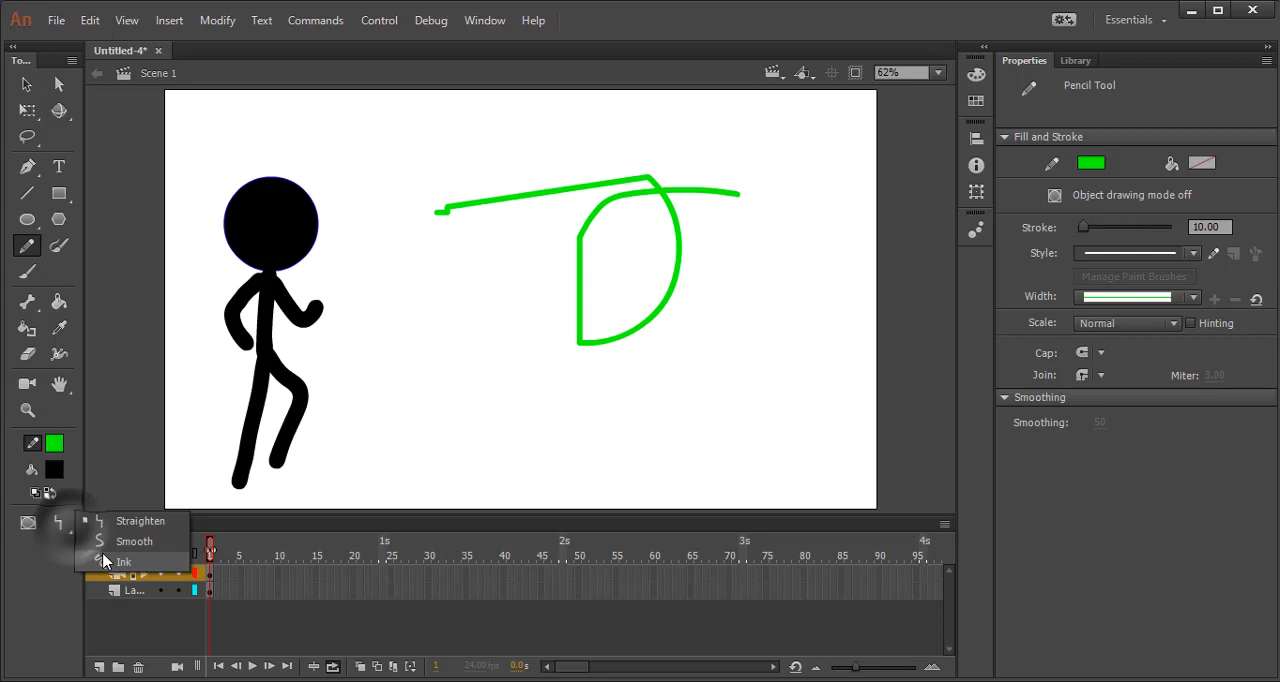 An File Edit View Insert Modify Text Commands Control Debug Window Help Essentials
Untitled-4*
To...
Properties Library
Scene 1
62%
Pencil Tool
Fill and Stroke
Object drawing mode off
Stroke: 10.00
Style:
Manage Paint Brushes
Width:
Scale: Normal Hinting
Cap:
Join: Miter: 3.00
Smoothing
Smoothing: 50
Straighten
Smooth
Ink
1s 2s 3s 4s
5 10 15 20 25 30 35 40 45 50 55 60 65 70 75 80 85 90 95
La...
1 24.00 fps 0.0 s